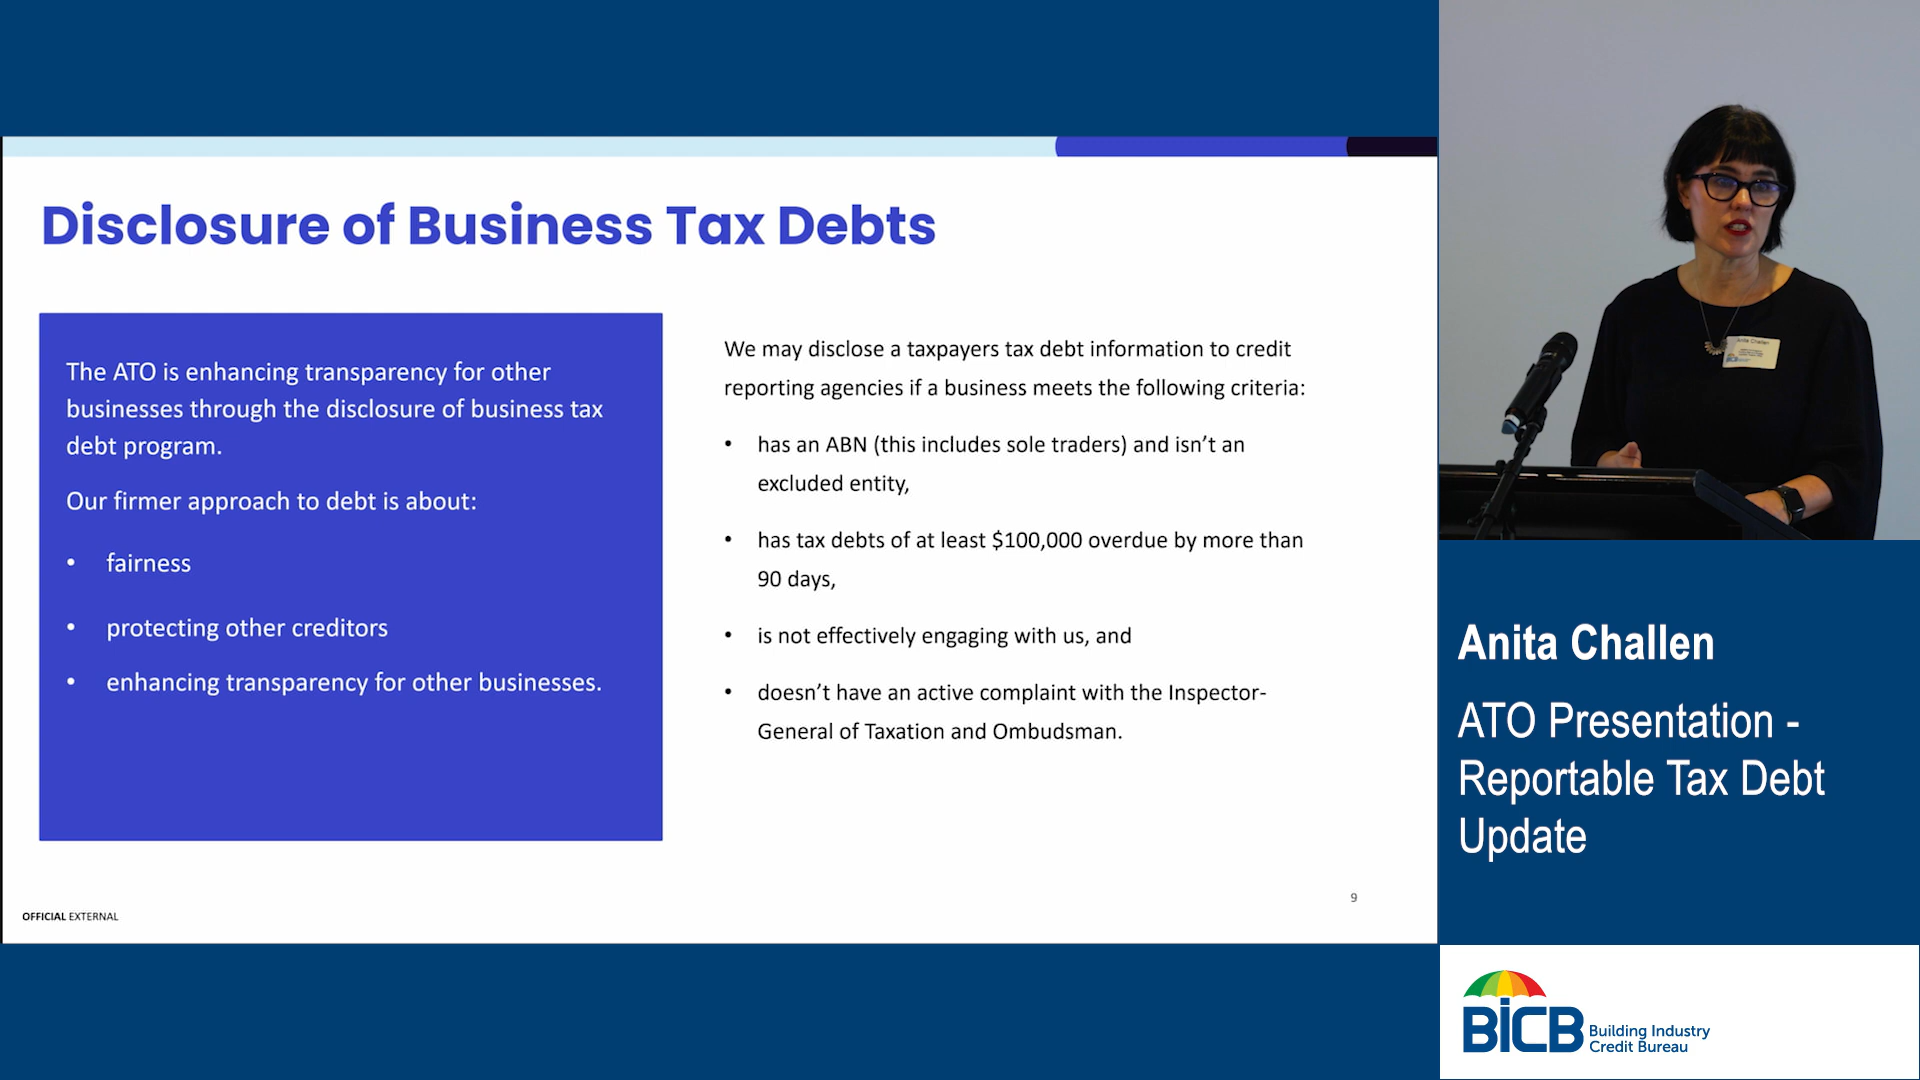 Disclosure of Business Tax Debts
The ATO is enhancing transparency for other
businesses through the disclosure of business tax
debt program.
Our firmer approach to debt is about:
• fairness
• protecting other creditors
• enhancing transparency for other businesses.
We may disclose a taxpayers tax debt information to credit
reporting agencies if a business meets the following criteria:
• has an ABN (this includes sole traders) and isn’t an
excluded entity,
• has tax debts of at least $100,000 overdue by more than
90 days,
• is not effectively engaging with us, and
• doesn’t have an active complaint with the Inspector-
General of Taxation and Ombudsman.
9
OFFICIAL EXTERNAL
Anita Challen
Anita Challen
ATO Presentation -
Reportable Tax Debt
Update
BICB
Building Industry
Credit Bureau